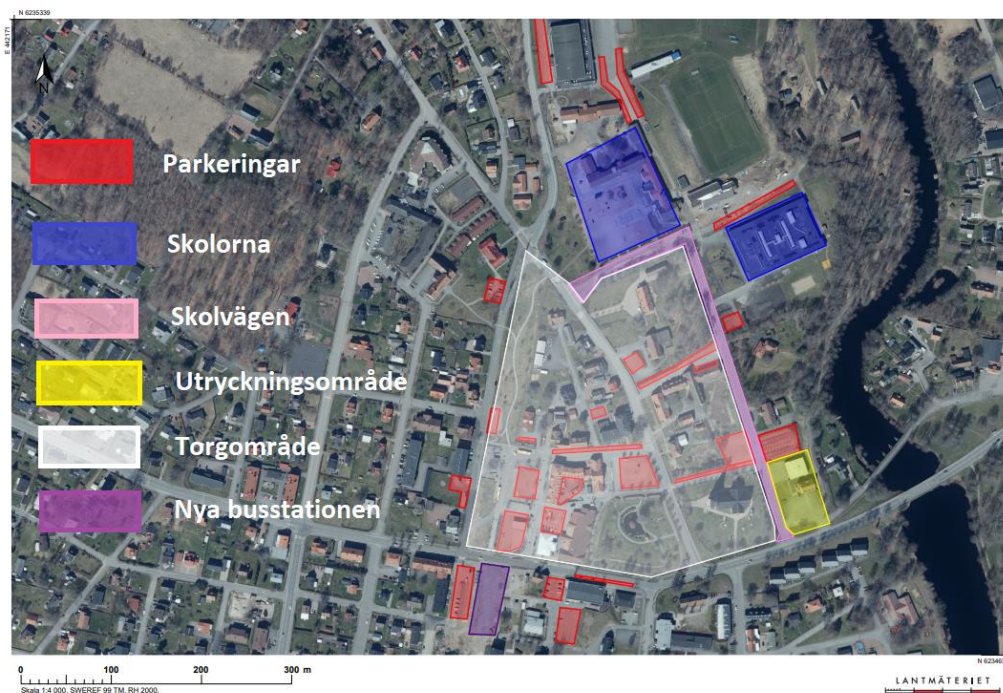 N 6235339
E 442171
N
Parkeringar
Skolorna
Skolvägen
Utryckningsområde
Torgområde
Nya busstationen
0 100 200 300 m
Skala 1:4 000. SWEREF 99 TM. RH 2000.
LANTMÄTERIET